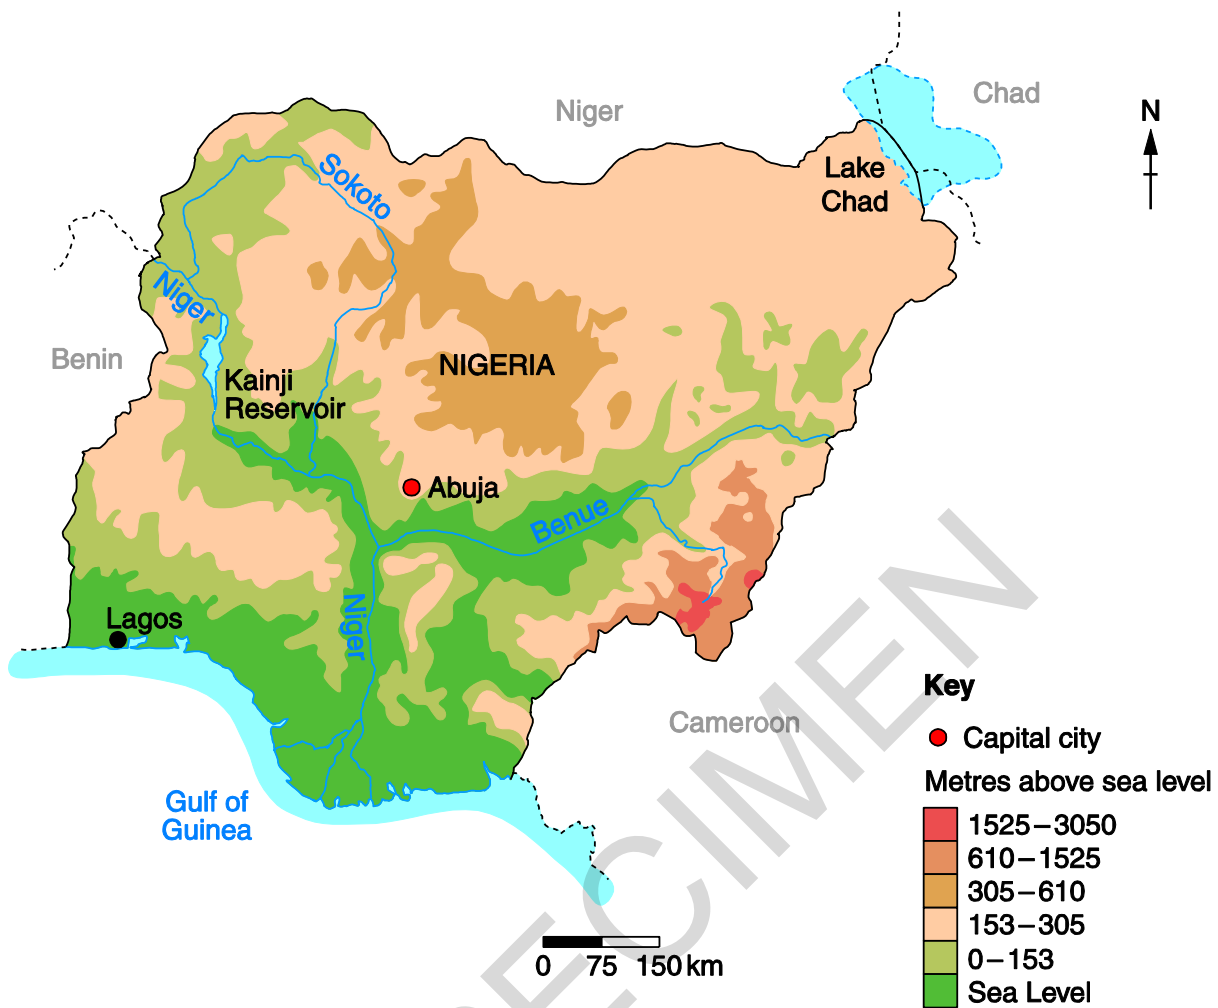 Niger
Chad
N
Lake
Chad
Sokoto
Niger
Benin
NIGERIA
Kainji
Reservoir
Abuja
Benue
Niger
Lagos
Cameroon
Gulf of
Guinea
Key
Capital city
Metres above sea level
1525–3050
610–1525
305–610
153–305
0–153
Sea Level
0 75 150 km
SPECIMEN